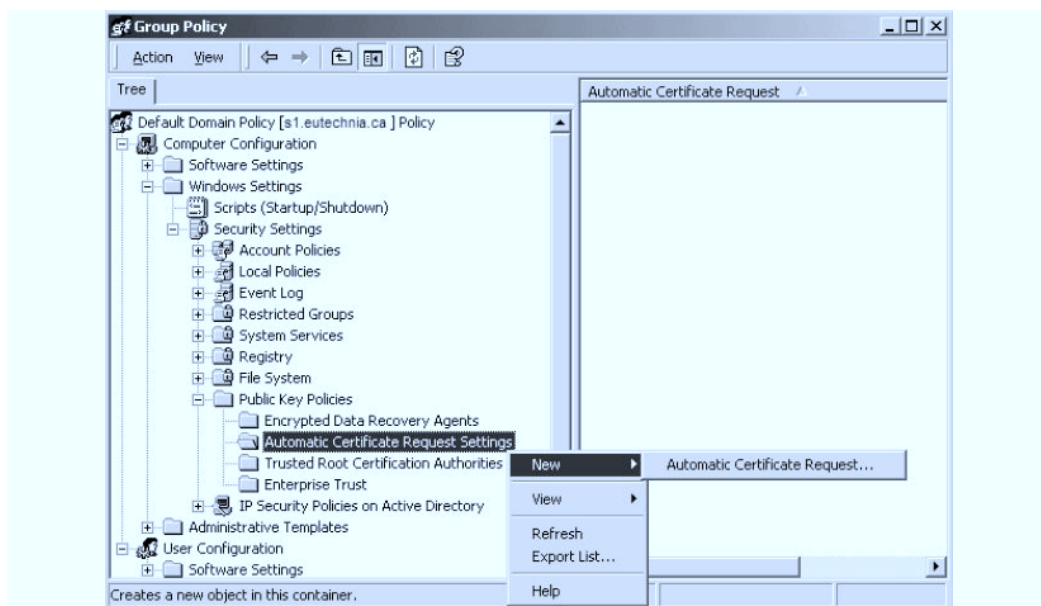 Group Policy
Action View
Tree
Automatic Certificate Request
Default Domain Policy [s1.eutechnia.ca ] Policy
Computer Configuration
Software Settings
Windows Settings
Scripts (Startup/Shutdown)
Security Settings
Account Policies
Local Policies
Event Log
Restricted Groups
System Services
Registry
File System
Public Key Policies
Encrypted Data Recovery Agents
Automatic Certificate Request Settings
Trusted Root Certification Authorities
Enterprise Trust
IP Security Policies on Active Directory
Administrative Templates
User Configuration
Software Settings
New
Automatic Certificate Request...
View
Refresh
Export List...
Help
Creates a new object in this container.